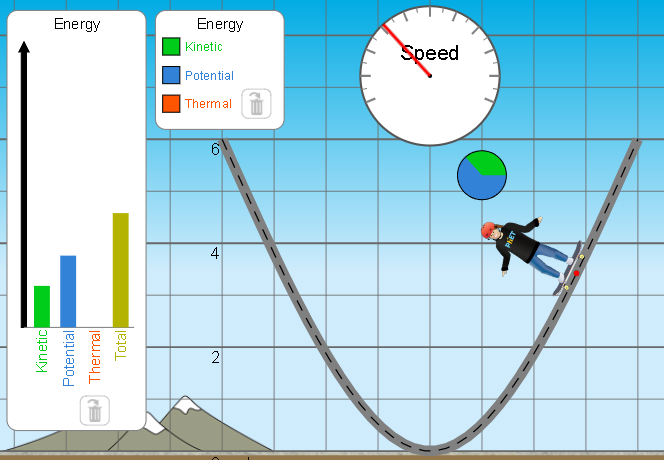 Energy
Kinetic
Potential
Thermal
Total
Energy
Kinetic
Potential
Thermal
Speed
6
4
2
PhET